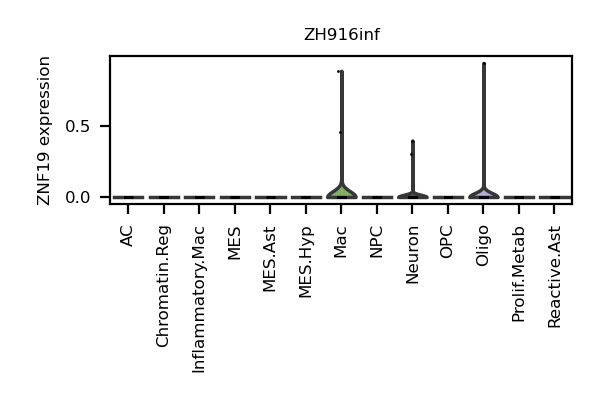 ZH916inf
ZNF19 expression
0.5
0.0
AC
Chromatin.Reg
Inflammatory.Mac
MES
MES.Ast
MES.Hyp
Mac
NPC
Neuron
OPC
Oligo
Prolif.Metab
Reactive.Ast